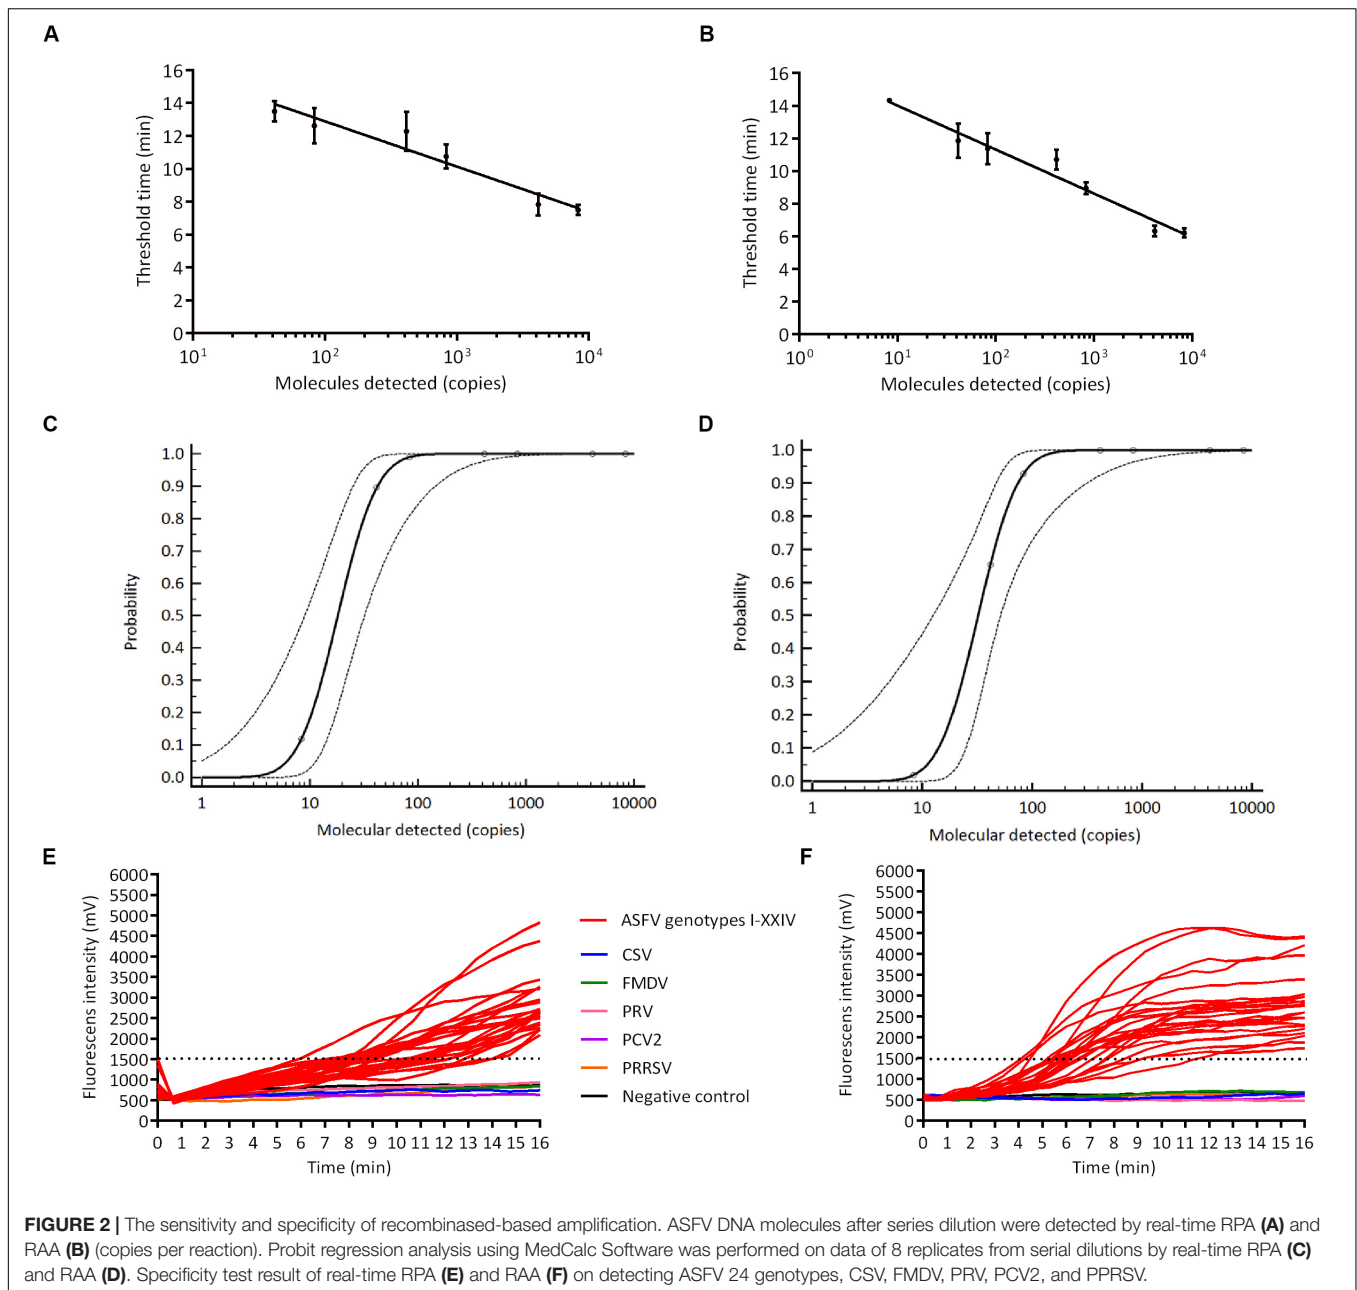 A
Threshold time (min)
16
14
12
10
8
6
4
2
0
10¹
10²
10³
10⁴
Molecules detected (copies)
B
Threshold time (min)
16
14
12
10
8
6
4
2
0
10⁰
10¹
10²
10³
10⁴
Molecules detected (copies)
C
Probability
1.0
0.9
0.8
0.7
0.6
0.5
0.4
0.3
0.2
0.1
0.0
1
10
100
1000
10000
Molecular detected (copies)
D
Probability
1.0
0.9
0.8
0.7
0.6
0.5
0.4
0.3
0.2
0.1
0.0
1
10
100
1000
10000
Molecular detected (copies)
E
Fluorescens intensity (mV)
6000
5500
5000
4500
4000
3500
3000
2500
2000
1500
1000
500
0
0 1 2 3 4 5 6 7 8 9 10 11 12 13 14 15 16
Time (min)
ASFV genotypes I-XXIV
CSV
FMDV
PRV
PCV2
PRRSV
Negative control
F
Fluorescens intensity (mV)
6000
5500
5000
4500
4000
3500
3000
2500
2000
1500
1000
500
0
0 1 2 3 4 5 6 7 8 9 10 11 12 13 14 15 16
Time (min)
FIGURE 2 | The sensitivity and specificity of recombinased-based amplification. ASFV DNA molecules after series dilution were detected by real-time RPA (A) and
RAA (B) (copies per reaction). Probit regression analysis using MedCalc Software was performed on data of 8 replicates from serial dilutions by real-time RPA (C)
and RAA (D). Specificity test result of real-time RPA (E) and RAA (F) on detecting ASFV 24 genotypes, CSV, FMDV, PRV, PCV2, and PPRSV.